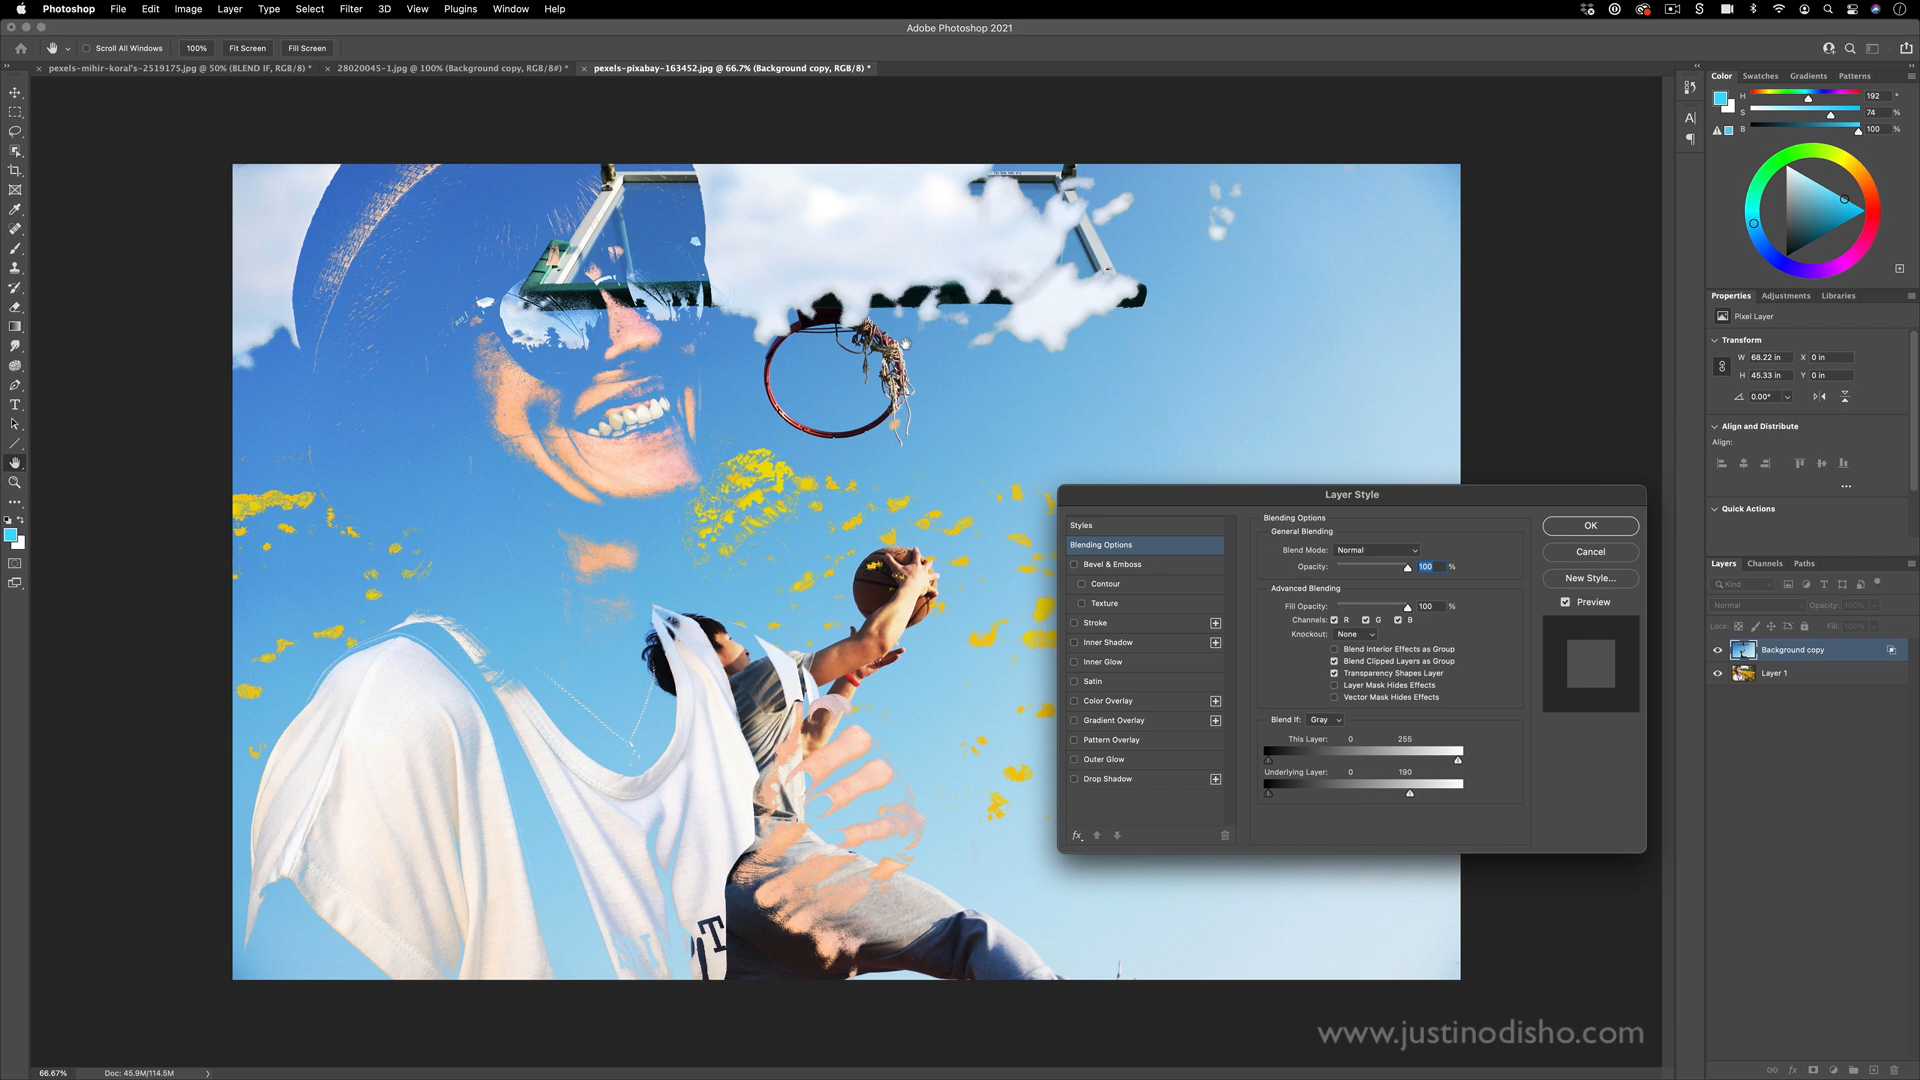 Photoshop File Edit Image Layer Type Select Filter 3D View Plugins Window Help
Adobe Photoshop 2021
Scroll All Windows 100% Fit Screen Fill Screen
pexels-mihir-koral's-2519175.jpg @ 50% (BLEND IF, RGB/8) * 28020045-1.jpg @ 100% (Background copy, RGB/8#) * pexels-pixabay-163452.jpg @ 66.7% (Background copy, RGB/8) *
Color Swatches Gradients Patterns
H 192 °
S 74 %
B 100 %
Properties Adjustments Libraries
Pixel Layer
Transform
W 68.22 in X 0 in
H 45.33 in Y 0 in
0.00°
Align and Distribute
Align:
Quick Actions
Layers Channels Paths
Kind
Normal Opacity: 100%
Lock: Fill: 100%
Background copy
Layer 1
Layer Style
Styles
Blending Options
Bevel & Emboss
Contour
Texture
Stroke
Inner Shadow
Inner Glow
Satin
Color Overlay
Gradient Overlay
Pattern Overlay
Outer Glow
Drop Shadow
fx
Blending Options
General Blending
Blend Mode: Normal
Opacity: 100 %
Advanced Blending
Fill Opacity: 100 %
Channels: R G B
Knockout: None
Blend Interior Effects as Group
Blend Clipped Layers as Group
Transparency Shapes Layer
Layer Mask Hides Effects
Vector Mask Hides Effects
Blend If: Gray
This Layer: 0 255
Underlying Layer: 0 190
OK
Cancel
New Style...
Preview
T
www.justinodisho.com
66.67% Doc: 45.9M/114.5M